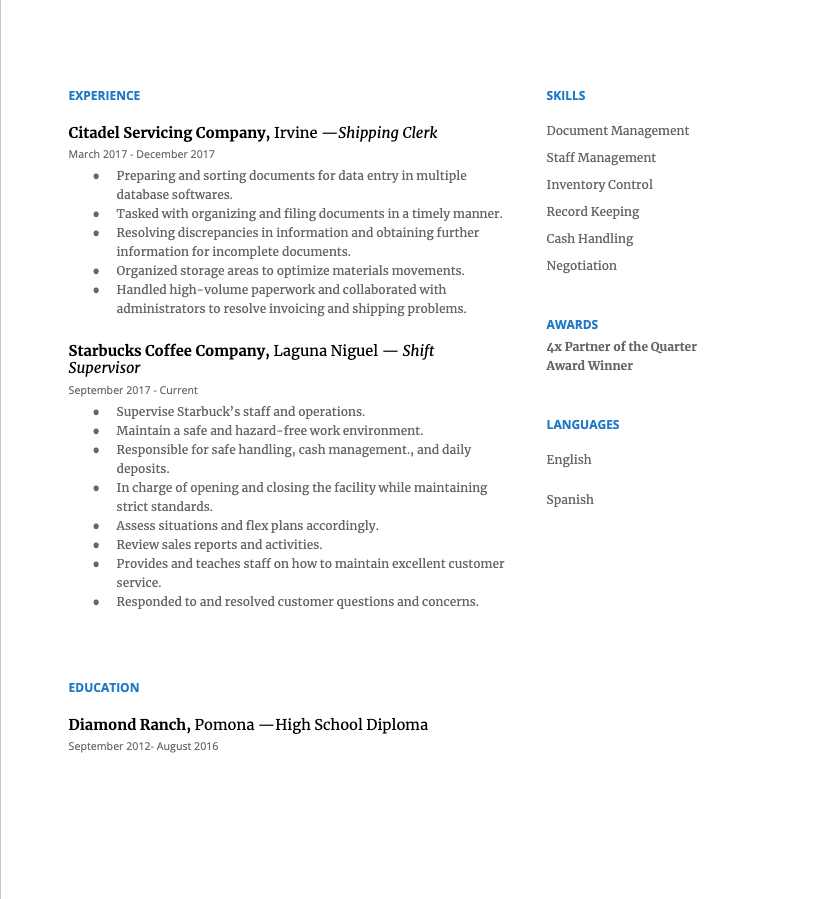 EXPERIENCE
Citadel Servicing Company, Irvine —Shipping Clerk
March 2017 - December 2017
● Preparing and sorting documents for data entry in multiple
database softwares.
● Tasked with organizing and filing documents in a timely manner.
● Resolving discrepancies in information and obtaining further
information for incomplete documents.
● Organized storage areas to optimize materials movements.
● Handled high-volume paperwork and collaborated with
administrators to resolve invoicing and shipping problems.
Starbucks Coffee Company, Laguna Niguel — Shift
Supervisor
September 2017 - Current
● Supervise Starbuck’s staff and operations.
● Maintain a safe and hazard-free work environment.
● Responsible for safe handling, cash management., and daily
deposits.
● In charge of opening and closing the facility while maintaining
strict standards.
● Assess situations and flex plans accordingly.
● Review sales reports and activities.
● Provides and teaches staff on how to maintain excellent customer
service.
● Responded to and resolved customer questions and concerns.
EDUCATION
Diamond Ranch, Pomona —High School Diploma
September 2012- August 2016
SKILLS
Document Management
Staff Management
Inventory Control
Record Keeping
Cash Handling
Negotiation
AWARDS
4x Partner of the Quarter
Award Winner
LANGUAGES
English
Spanish